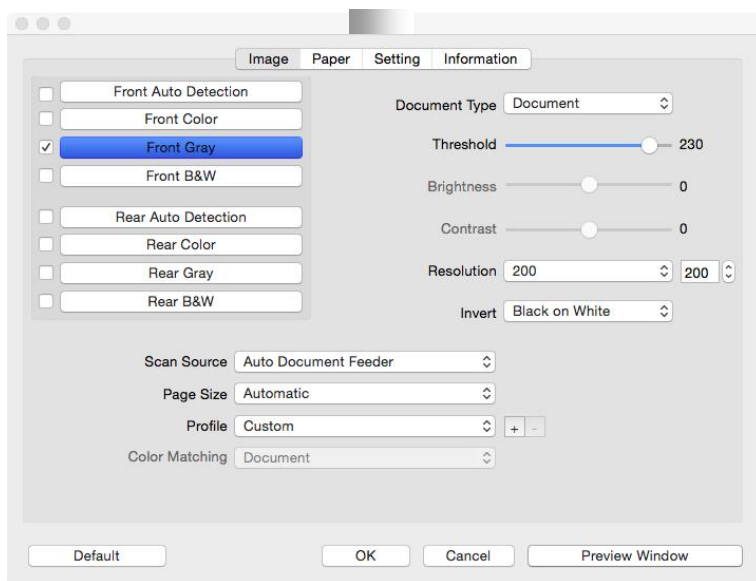 Image Paper Setting Information
Front Auto Detection
Front Color
Front Gray
Front B&W
Rear Auto Detection
Rear Color
Rear Gray
Rear B&W
Document Type Document
Threshold 230
Brightness 0
Contrast 0
Resolution 200 200
Invert Black on White
Scan Source Auto Document Feeder
Page Size Automatic
Profile Custom + -
Color Matching Document
Default OK Cancel Preview Window